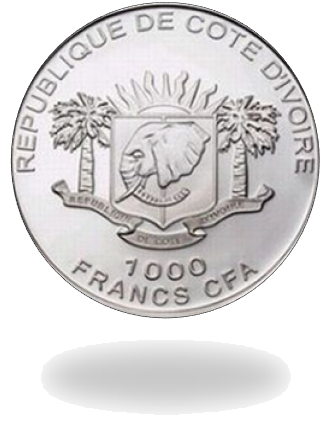 REPUBLIQUE DE COTE D'IVOIRE
REPUBLIQUE DE COTE D'IVOIRE
1000
FRANCS CFA